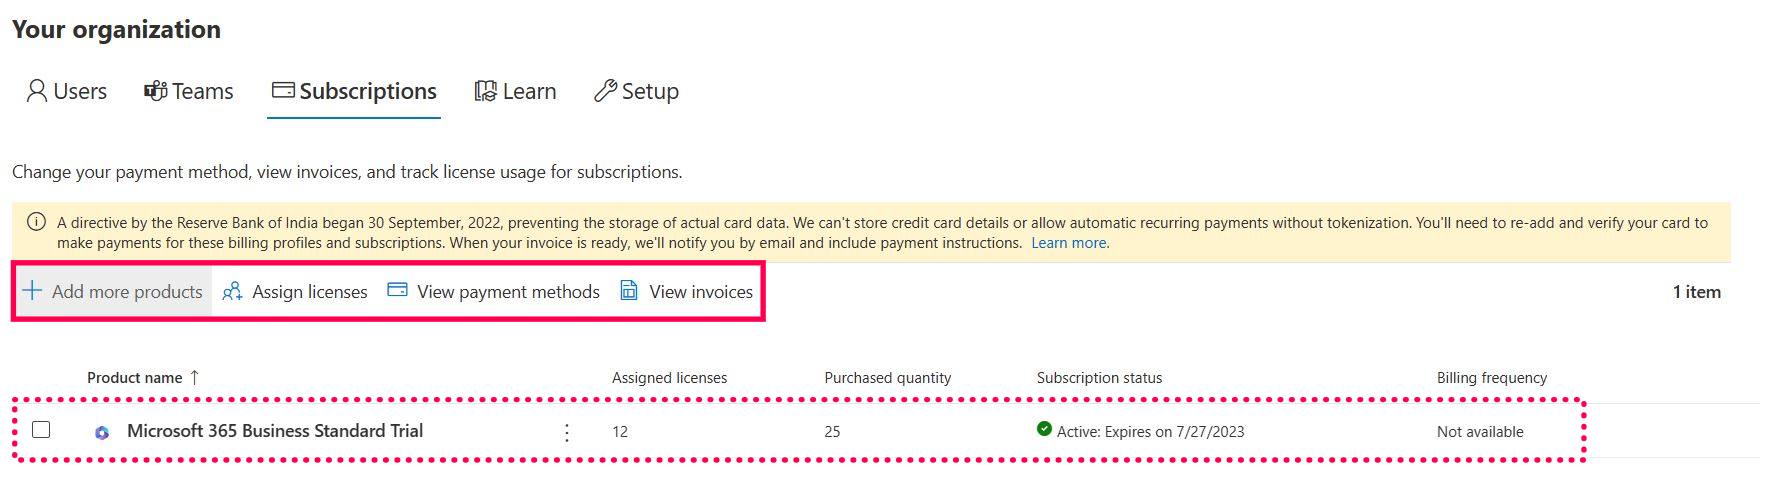 Your organization
Users Teams Subscriptions Learn Setup
Change your payment method, view invoices, and track license usage for subscriptions.
A directive by the Reserve Bank of India began 30 September, 2022, preventing the storage of actual card data. We can't store credit card details or allow automatic recurring payments without tokenization. You'll need to re-add and verify your card to
make payments for these billing profiles and subscriptions. When your invoice is ready, we'll notify you by email and include payment instructions. Learn more.
Add more products Assign licenses View payment methods View invoices 1 item
Product name ↑ Assigned licenses Purchased quantity Subscription status Billing frequency
Microsoft 365 Business Standard Trial 12 25 Active: Expires on 7/27/2023 Not available